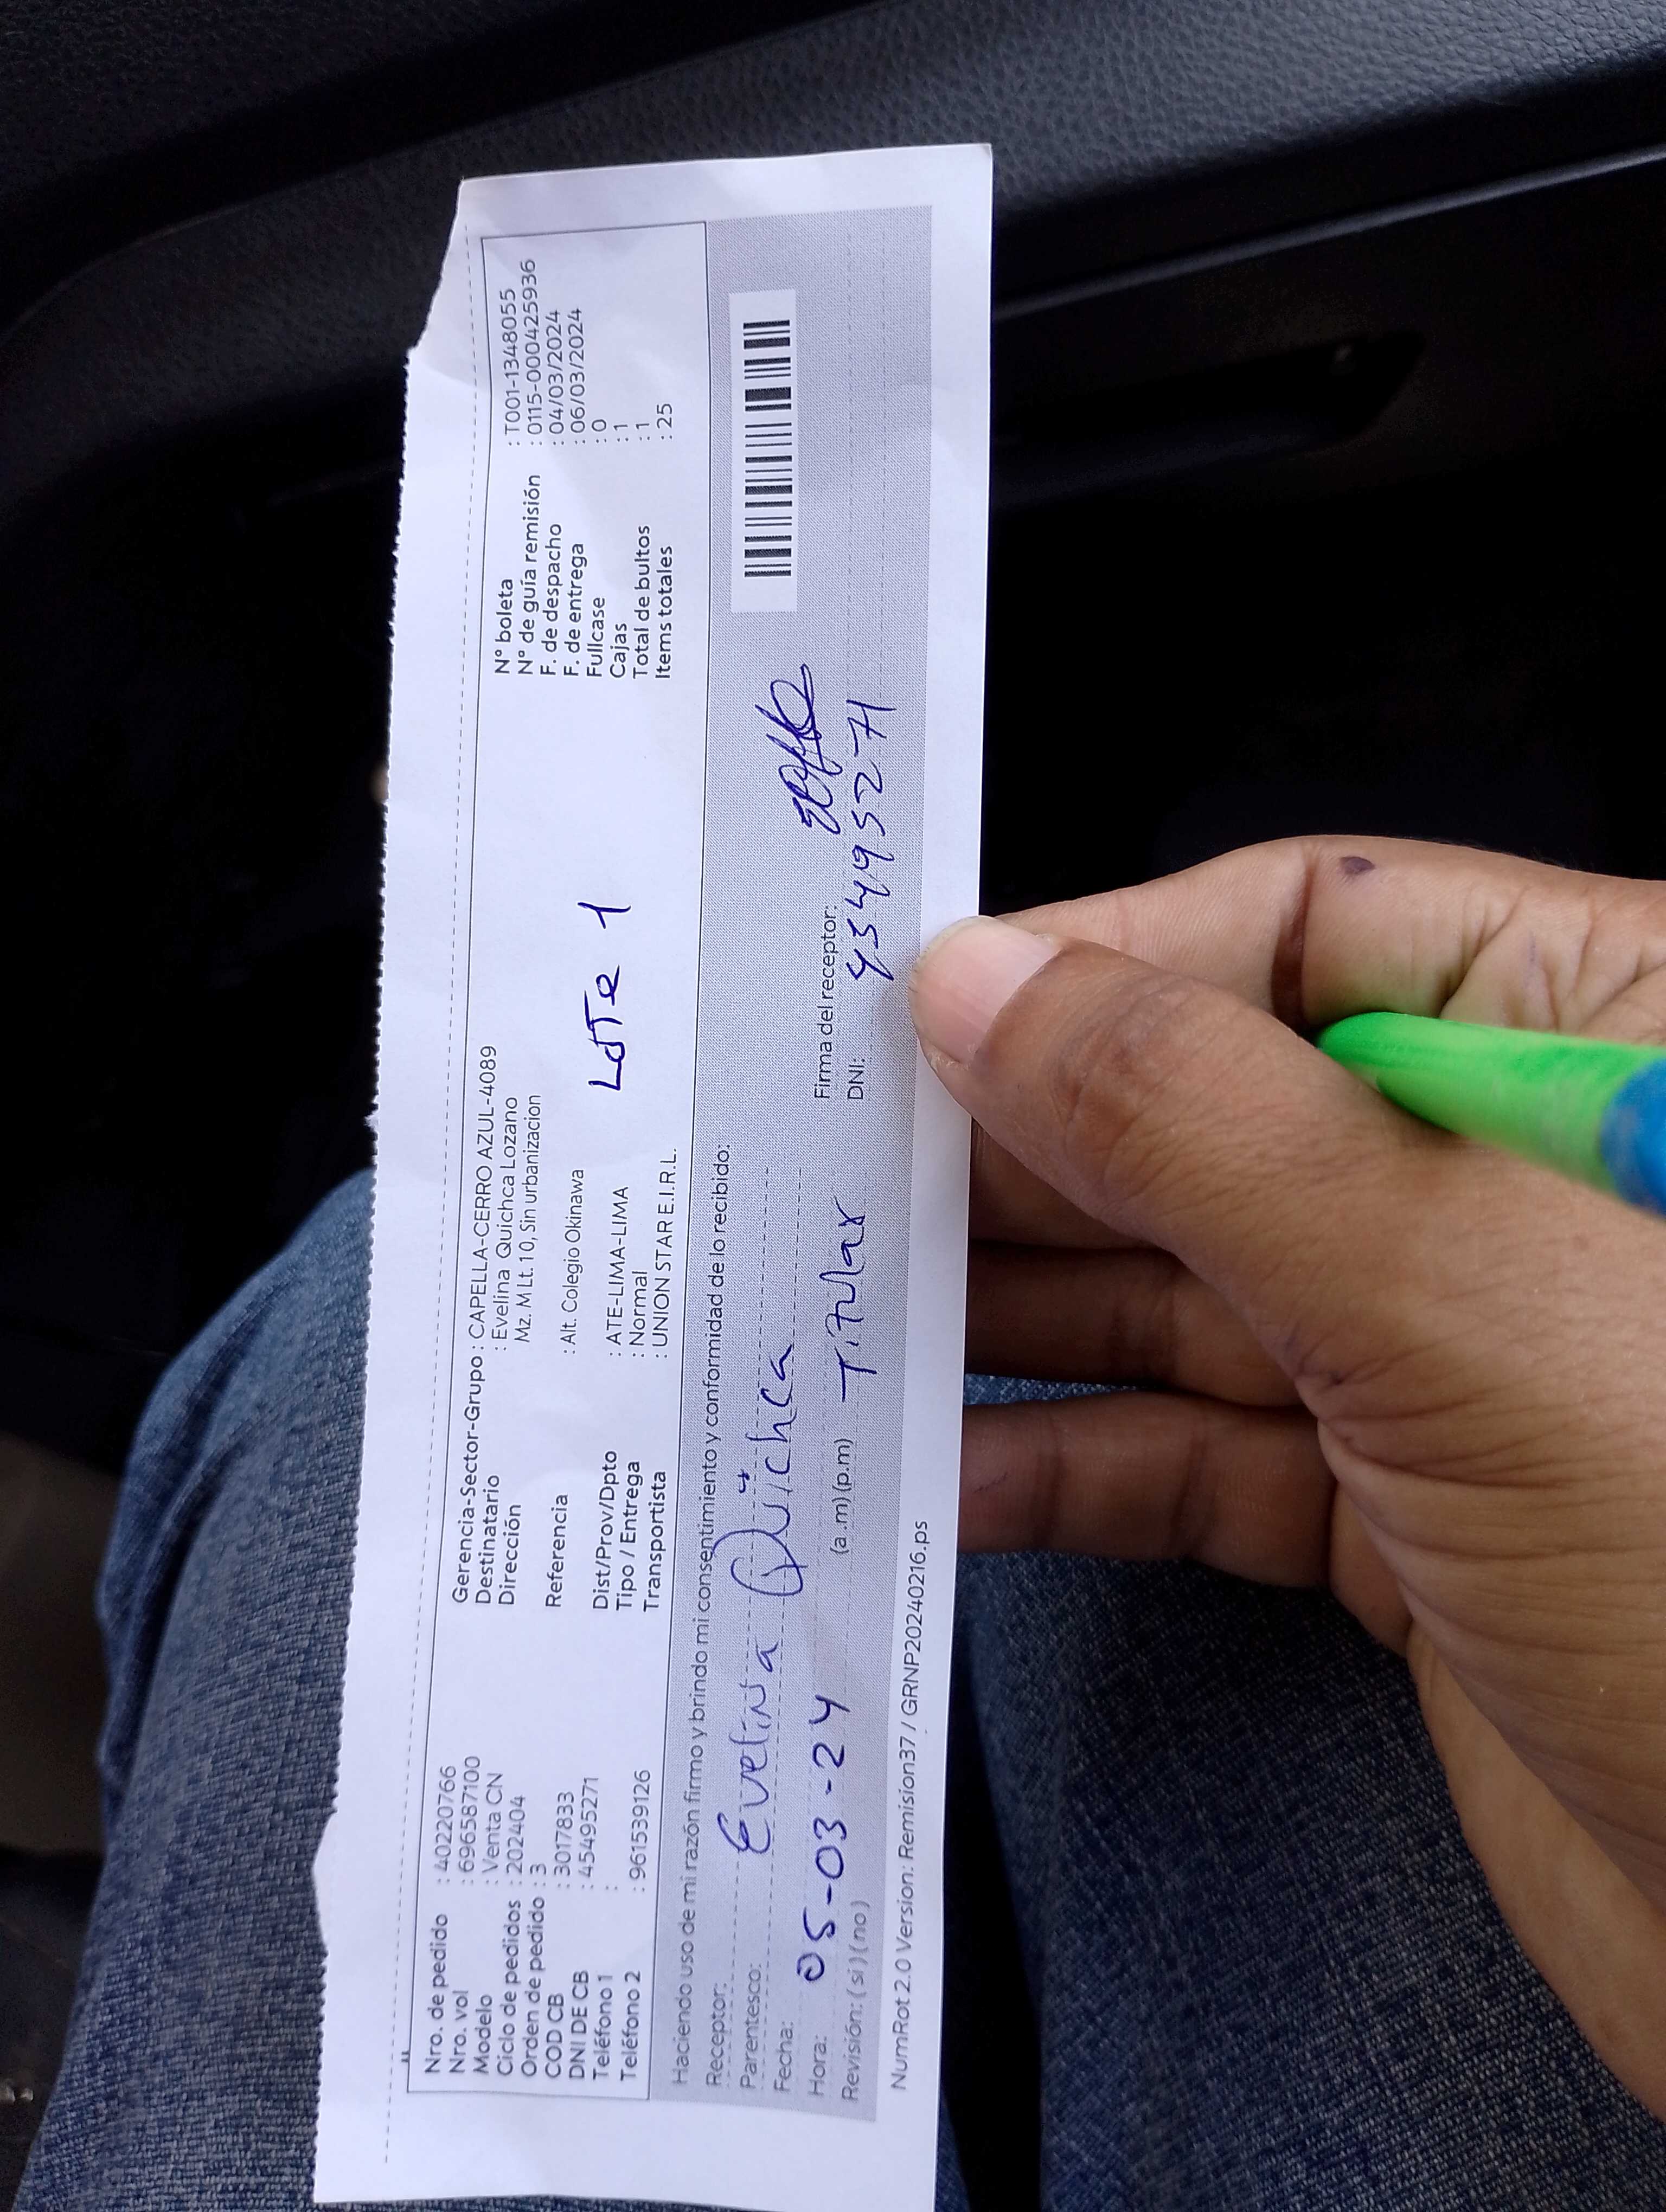 Nro. de pedido : 40220766
Nro. vol : 696587100
Modelo : Venta CN
Ciclo de pedidos : 202404
Orden de pedido : 3
COD CB : 3017833
DNI DE CB : 45495271
Teléfono 1 :
Teléfono 2 : 961539126
Gerencia-Sector-Grupo : CAPELLA-CERRO AZUL-4089
Destinatario : Evelina Quichca Lozano
Dirección Mz. M Lt. 10, Sin urbanizacion
Referencia : Alt. Colegio Okinawa
Dist/Prov/Dpto : ATE-LIMA-LIMA
Tipo / Entrega : Normal
Transportista : UNION STAR E.I.R.L.
LoTe 1
N° boleta : T001-1348055
N° de guía remisión : 0115-000425936
F. de despacho : 04/03/2024
F. de entrega : 06/03/2024
Fullcase : 0
Cajas : 1
Total de bultos : 1
Items totales : 25
Haciendo uso de mi razón firmo y brindo mi consentimiento y conformidad de lo recibido:
Receptor: Evelina Quichca
Parentesco:
Fecha: 05-03-24
Hora: (a.m) (p.m) Titular
Revisión: ( si ) ( no )
Firma del receptor:
DNI: 45495271
NumRot 2.0 Version: Remision37 / GRNP20240216.ps